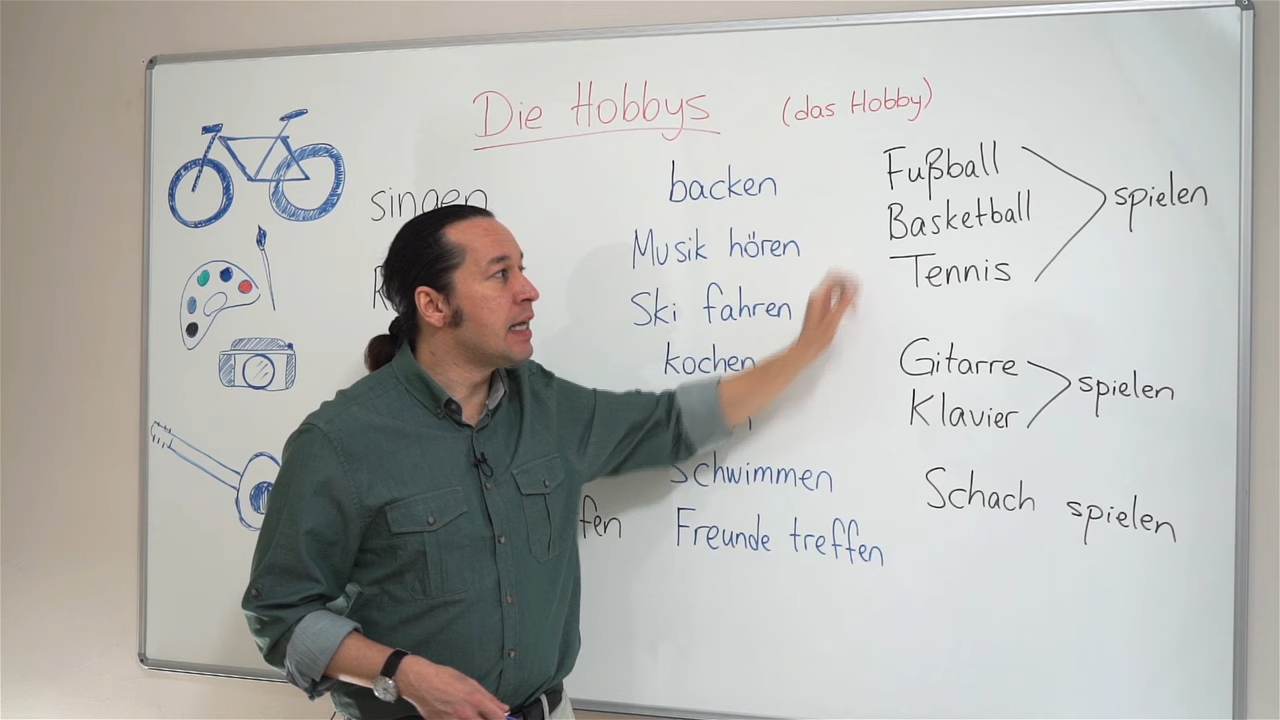 Die Hobbys (das Hobby)
singen
backen
Musik hören
Ski fahren
kochen
schwimmen
Freunde treffen
Fußball
Basketball
Tennis
spielen
Gitarre
Klavier
spielen
Schach spielen